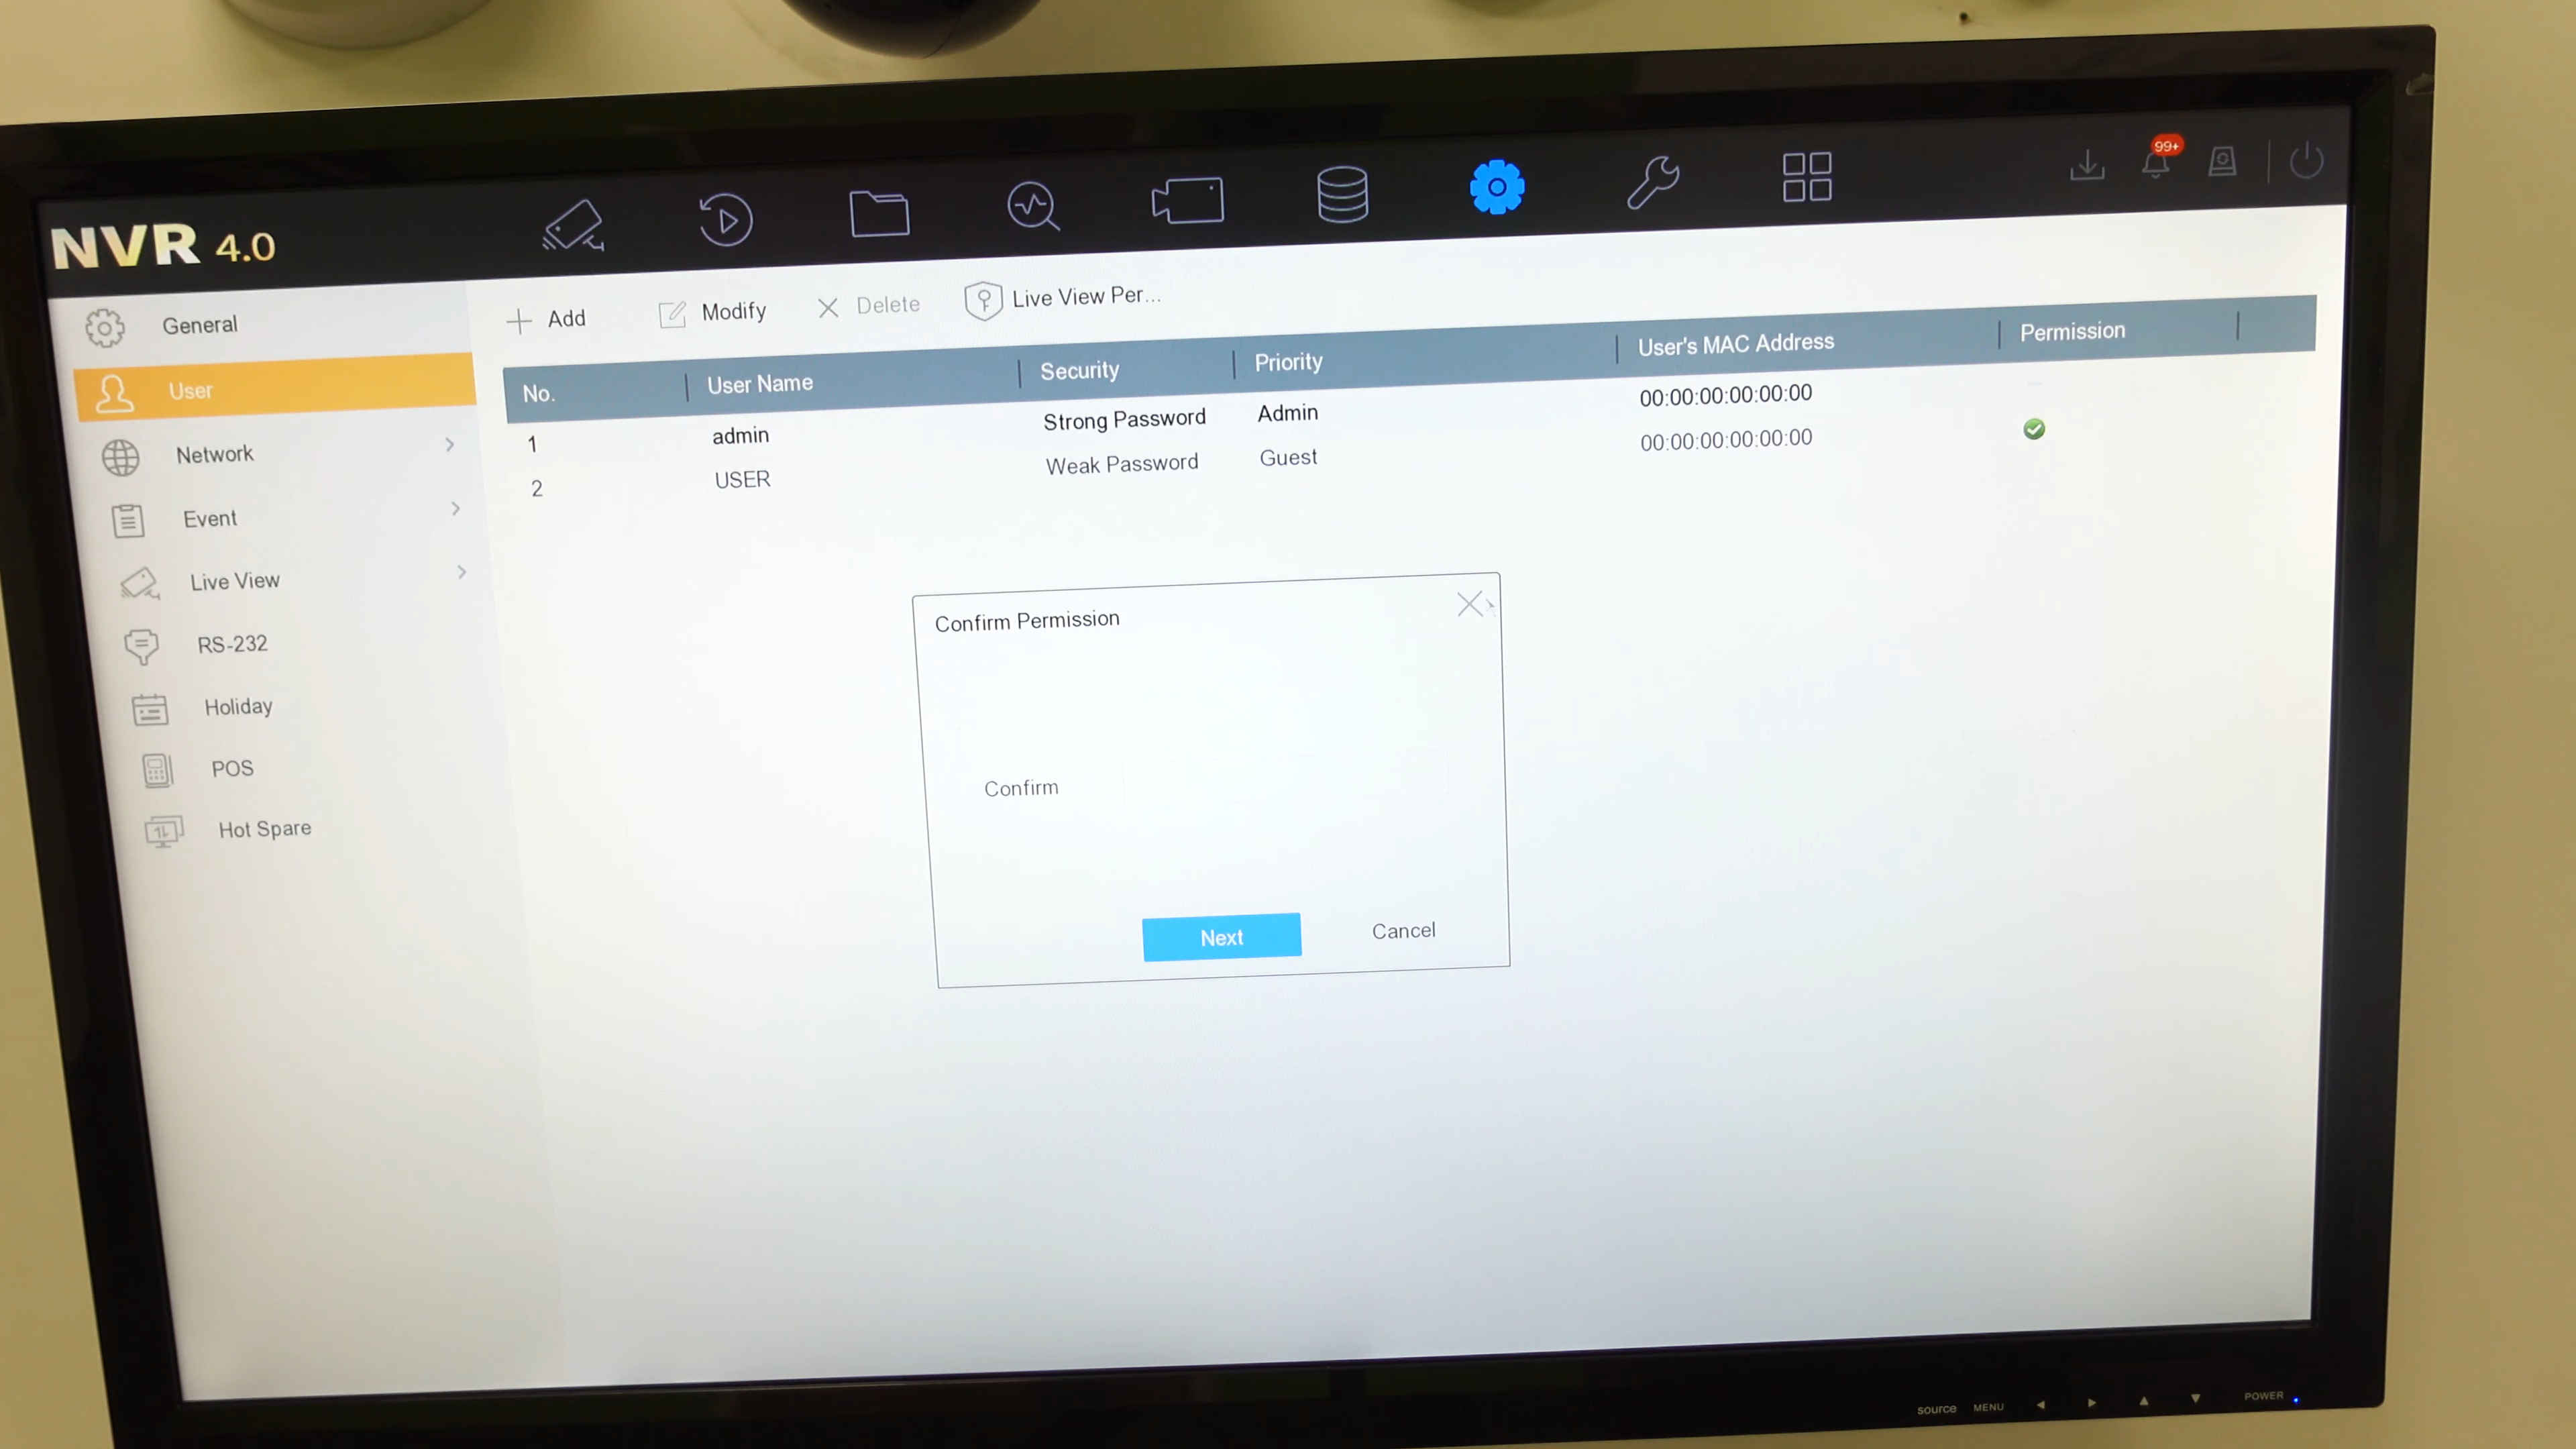 99+
NVR 4.0
General
User
Network
Event
Live View
RS-232
Holiday
POS
Hot Spare
Add Modify Delete Live View Per...
No. User Name Security Priority User's MAC Address Permission
1 admin Strong Password Admin 00:00:00:00:00:00
2 USER Weak Password Guest 00:00:00:00:00:00
Confirm Permission
Confirm
Next Cancel
source MENU POWER